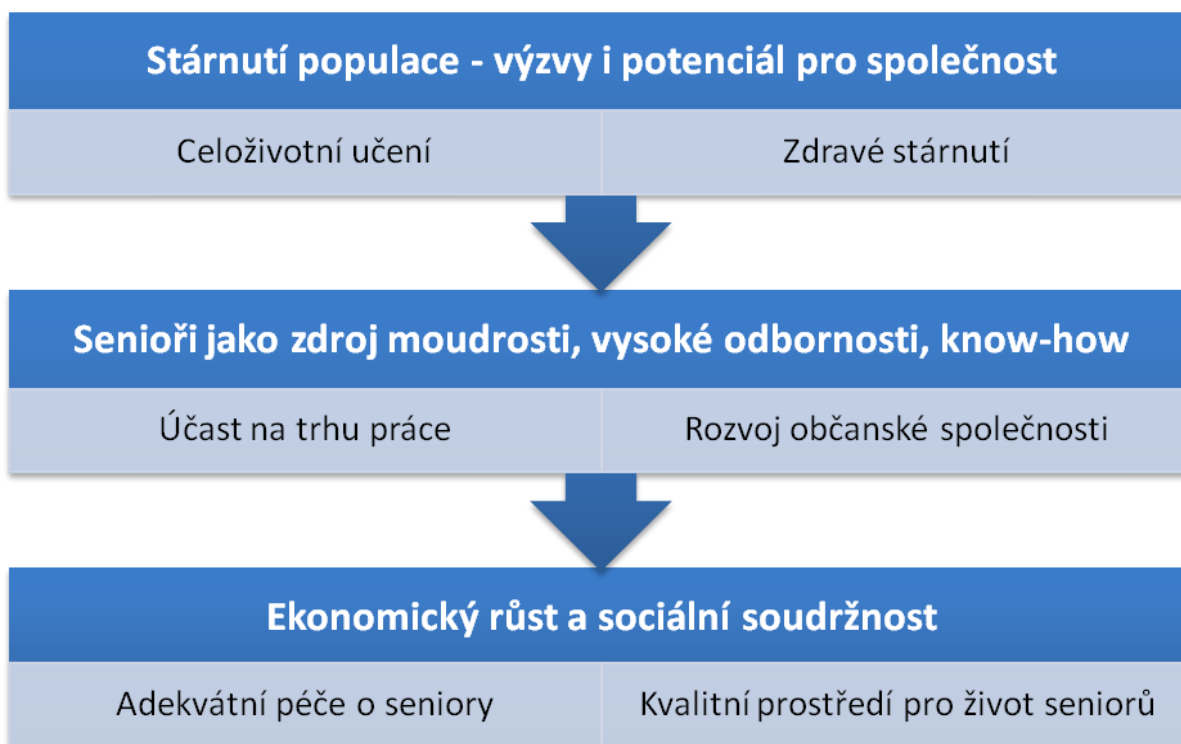 Stárnutí populace - výzvy i potenciál pro společnost
Celoživotní učení
Zdravé stárnutí
Senioři jako zdroj moudrosti, vysoké odbornosti, know-how
Účast na trhu práce
Rozvoj občanské společnosti
Ekonomický růst a sociální soudržnost
Adekvátní péče o seniory
Kvalitní prostředí pro život seniorů